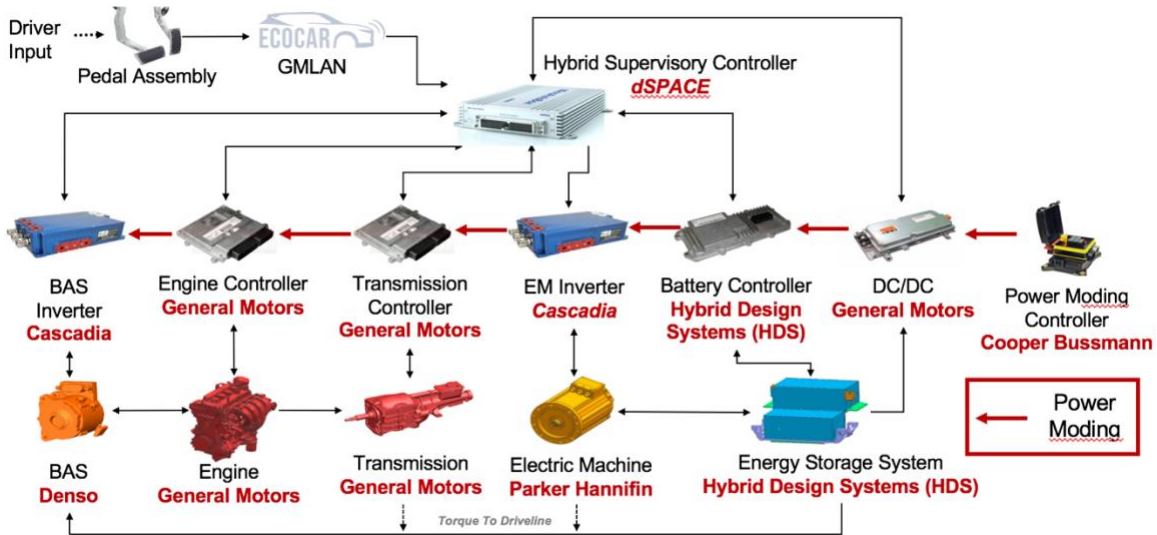 Driver
Input
Pedal Assembly
ECOCAR
GMLAN
Hybrid Supervisory Controller
dSPACE
BAS
Inverter
Cascadia
Engine Controller
General Motors
Transmission
Controller
General Motors
EM Inverter
Cascadia
Battery Controller
Hybrid Design
Systems (HDS)
DC/DC
General Motors
Power Moding
Controller
Cooper Bussmann
BAS
Denso
Engine
General Motors
Transmission
General Motors
Electric Machine
Parker Hannifin
Energy Storage System
Hybrid Design Systems (HDS)
Power
Moding
Torque To Driveline